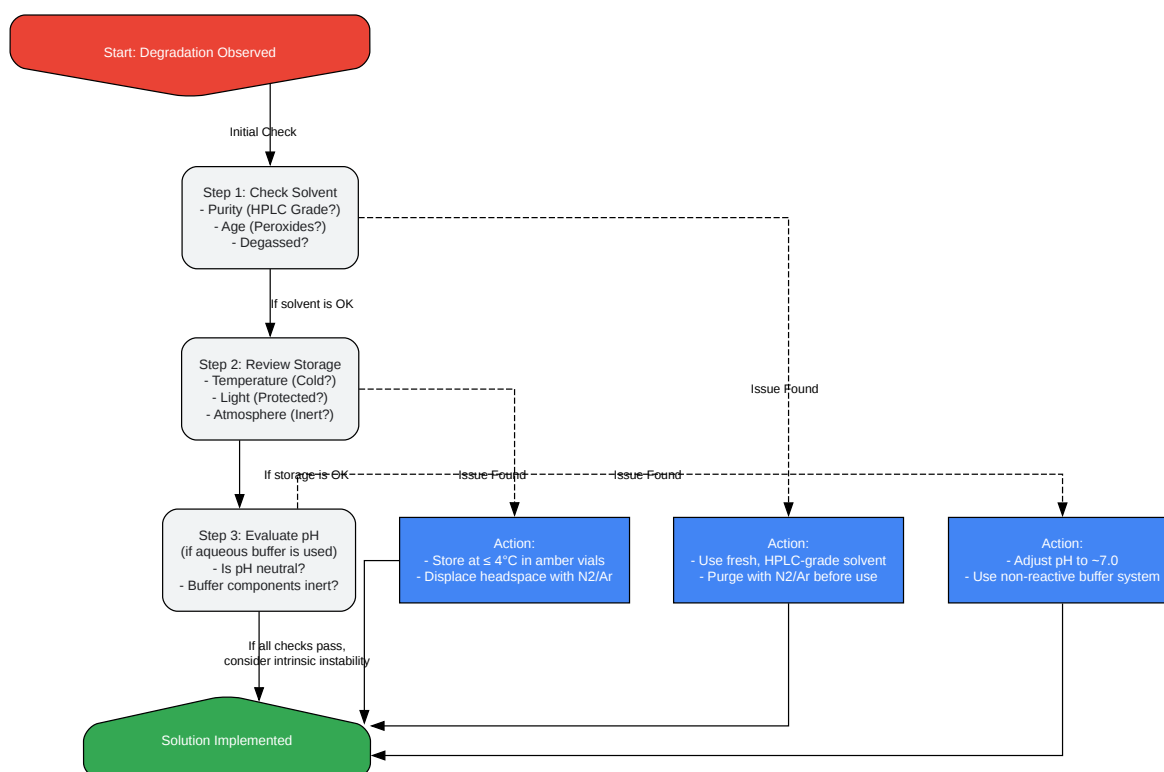 Start: Degradation Observed
Initial Check
Step 1: Check Solvent
- Purity (HPLC Grade?)
- Age (Peroxides?)
- Degassed?
If solvent is OK
Step 2: Review Storage
- Temperature (Cold?)
- Light (Protected?)
- Atmosphere (Inert?)
Issue Found
If storage is OK
Issue Found
Issue Found
Step 3: Evaluate pH
(if aqueous buffer is used)
- Is pH neutral?
- Buffer components inert?
Action:
- Store at ≤ 4°C in amber vials
- Displace headspace with N2/Ar
Action:
- Use fresh, HPLC-grade solvent
- Purge with N2/Ar before use
Action:
- Adjust pH to ~7.0
- Use non-reactive buffer system
If all checks pass,
consider intrinsic instability
Solution Implemented